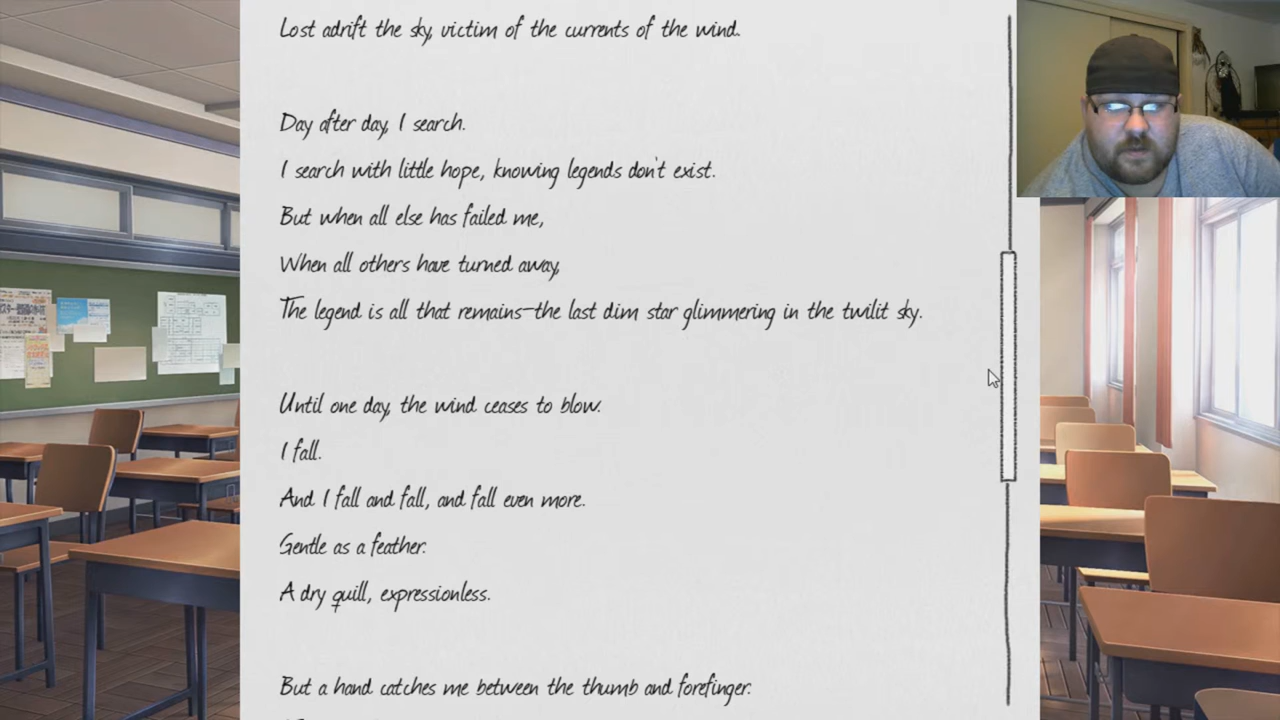 Lost adrift the sky, victim of the currents of the wind.
Day after day, I search.
I search with little hope, knowing legends don't exist.
But when all else has failed me,
When all others have turned away,
The legend is all that remains—the last dim star glimmering in the twilit sky.
Until one day, the wind ceases to blow.
I fall.
And I fall and fall, and fall even more.
Gentle as a feather.
A dry quill, expressionless.
But a hand catches me between the thumb and forefinger.